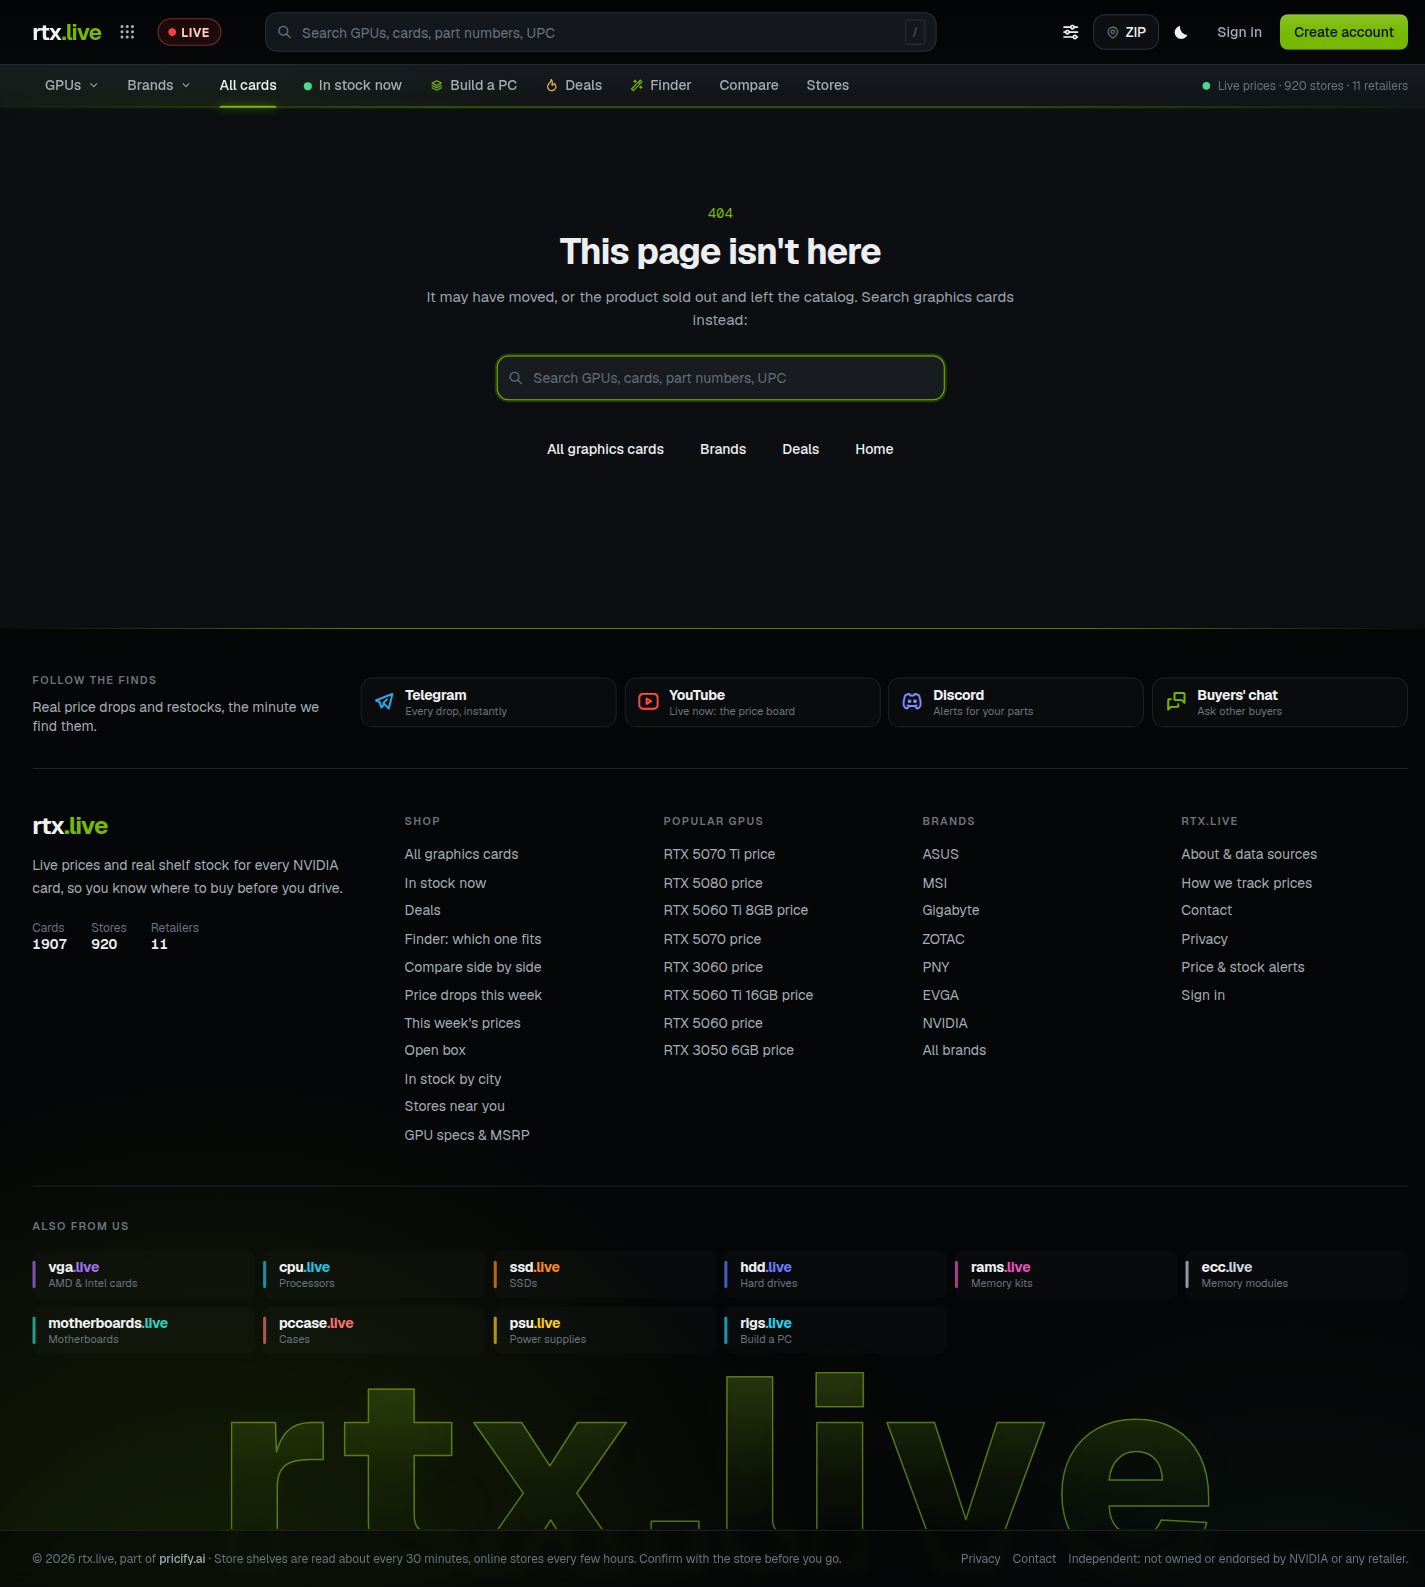 rtx.live
LIVE
Search GPUs, cards, part numbers, UPC
/
ZIP
Sign in
Create account
GPUs
Brands
All cards
In stock now
Build a PC
Deals
Finder
Compare
Stores
Live prices · 920 stores · 11 retailers
404
This page isn't here
It may have moved, or the product sold out and left the catalog. Search graphics cards
instead:
Search GPUs, cards, part numbers, UPC
All graphics cards
Brands
Deals
Home
FOLLOW THE FINDS
Real price drops and restocks, the minute we
find them.
Telegram
Every drop, instantly
YouTube
Live now: the price board
Discord
Alerts for your parts
Buyers' chat
Ask other buyers
rtx.live
Live prices and real shelf stock for every NVIDIA
card, so you know where to buy before you drive.
Cards
1907
Stores
920
Retailers
11
SHOP
All graphics cards
In stock now
Deals
Finder: which one fits
Compare side by side
Price drops this week
This week's prices
Open box
In stock by city
Stores near you
GPU specs & MSRP
POPULAR GPUS
RTX 5070 Ti price
RTX 5080 price
RTX 5060 Ti 8GB price
RTX 5070 price
RTX 3060 price
RTX 5060 Ti 16GB price
RTX 5060 price
RTX 3050 6GB price
BRANDS
ASUS
MSI
Gigabyte
ZOTAC
PNY
EVGA
NVIDIA
All brands
RTX.LIVE
About & data sources
How we track prices
Contact
Privacy
Price & stock alerts
Sign in
ALSO FROM US
vga.live
AMD & Intel cards
cpu.live
Processors
ssd.live
SSDs
hdd.live
Hard drives
rams.live
Memory kits
ecc.live
Memory modules
motherboards.live
Motherboards
pccase.live
Cases
psu.live
Power supplies
rigs.live
Build a PC
rtx.live
© 2026 rtx.live, part of pricify.ai · Store shelves are read about every 30 minutes, online stores every few hours. Confirm with the store before you go.
Privacy
Contact
Independent: not owned or endorsed by NVIDIA or any retailer.